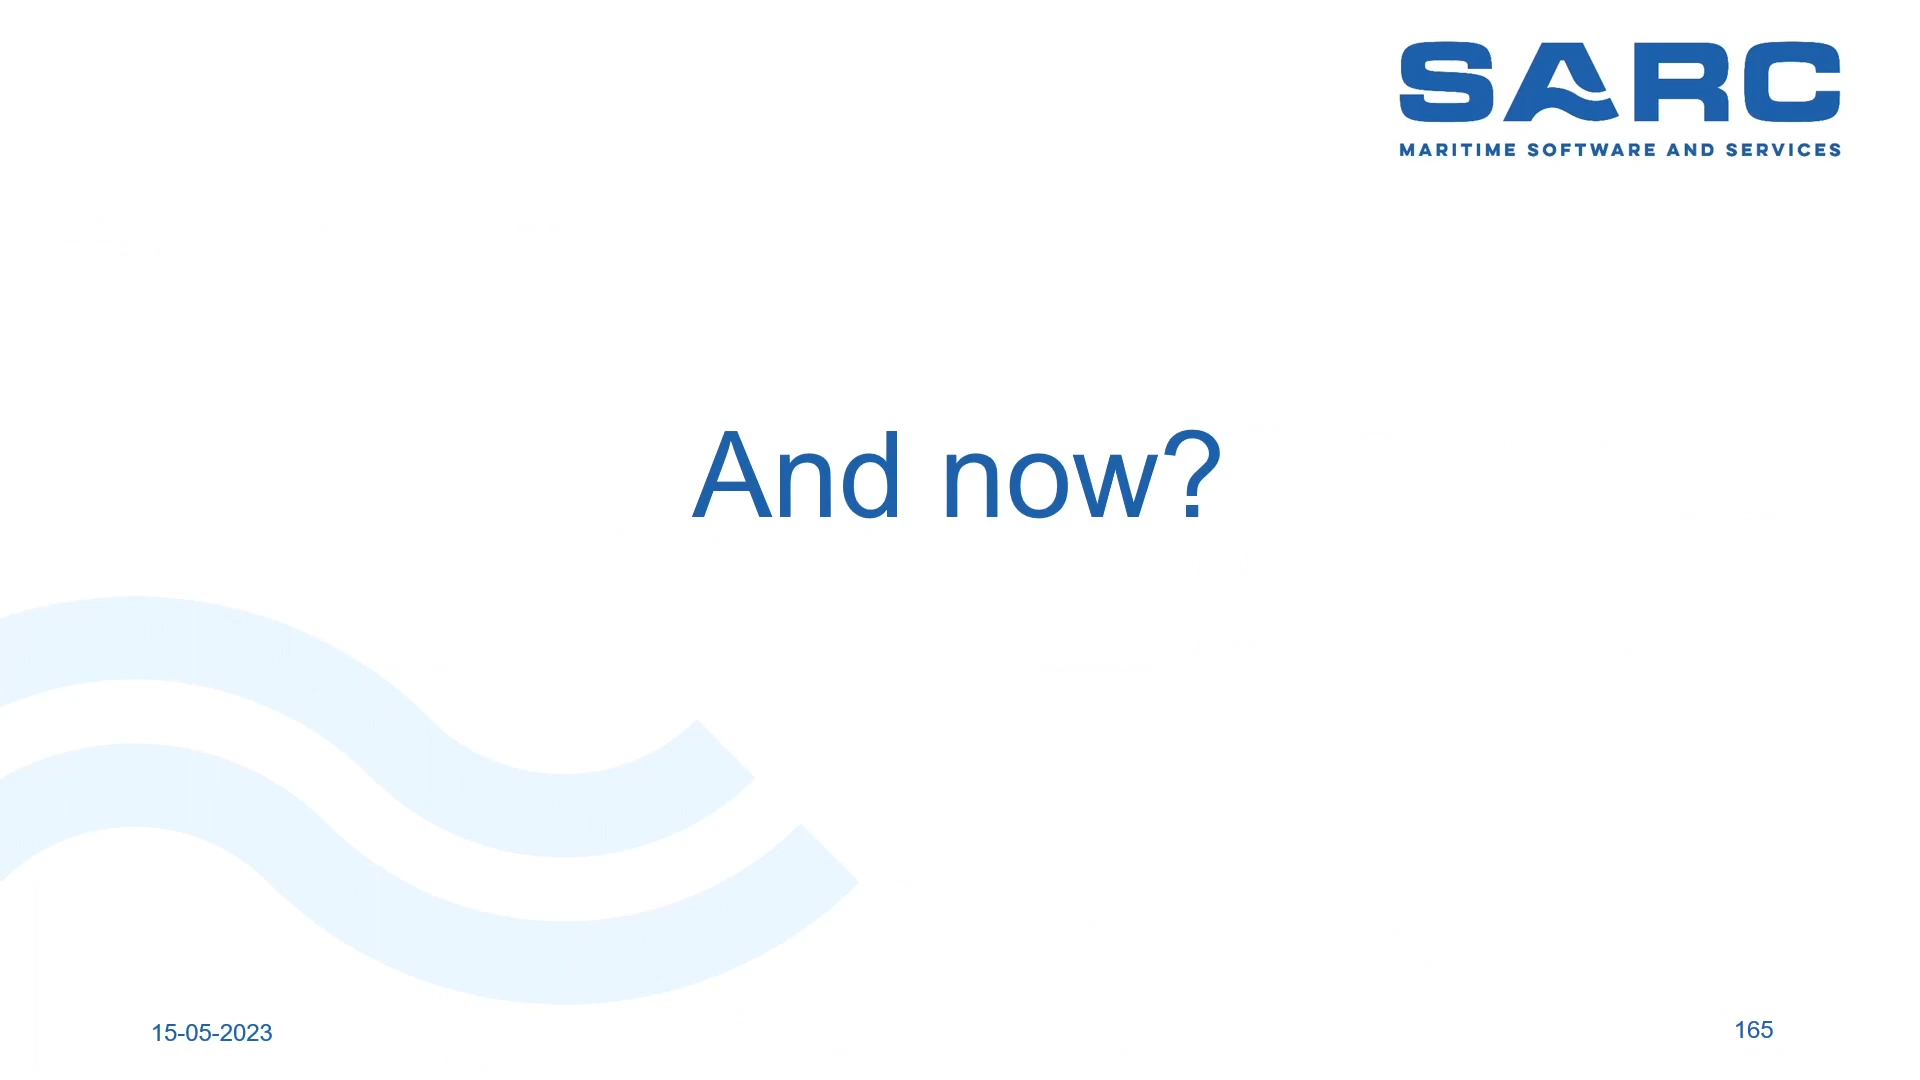 SARC
MARITIME SOFTWARE AND SERVICES
And now?
15-05-2023
165